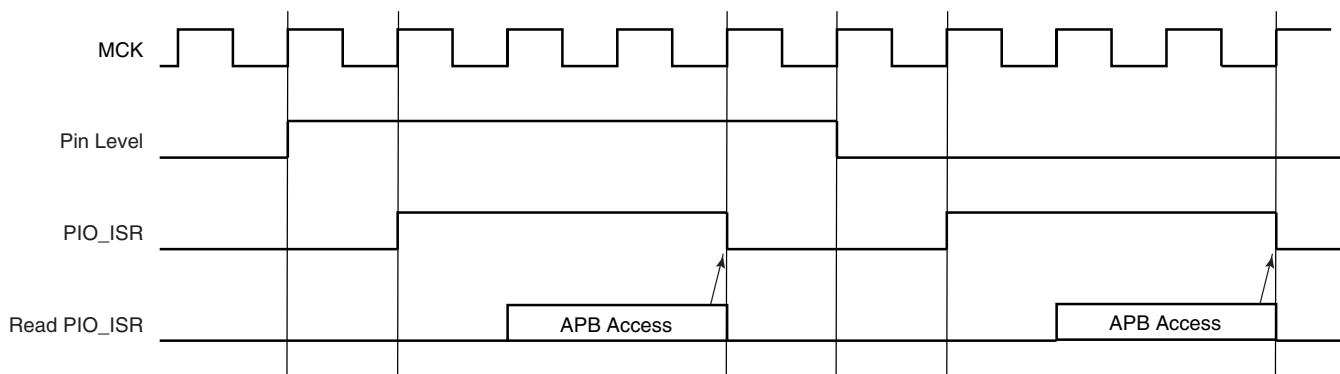 MCK
Pin Level
PIO_ISR
Read PIO_ISR
APB Access
APB Access